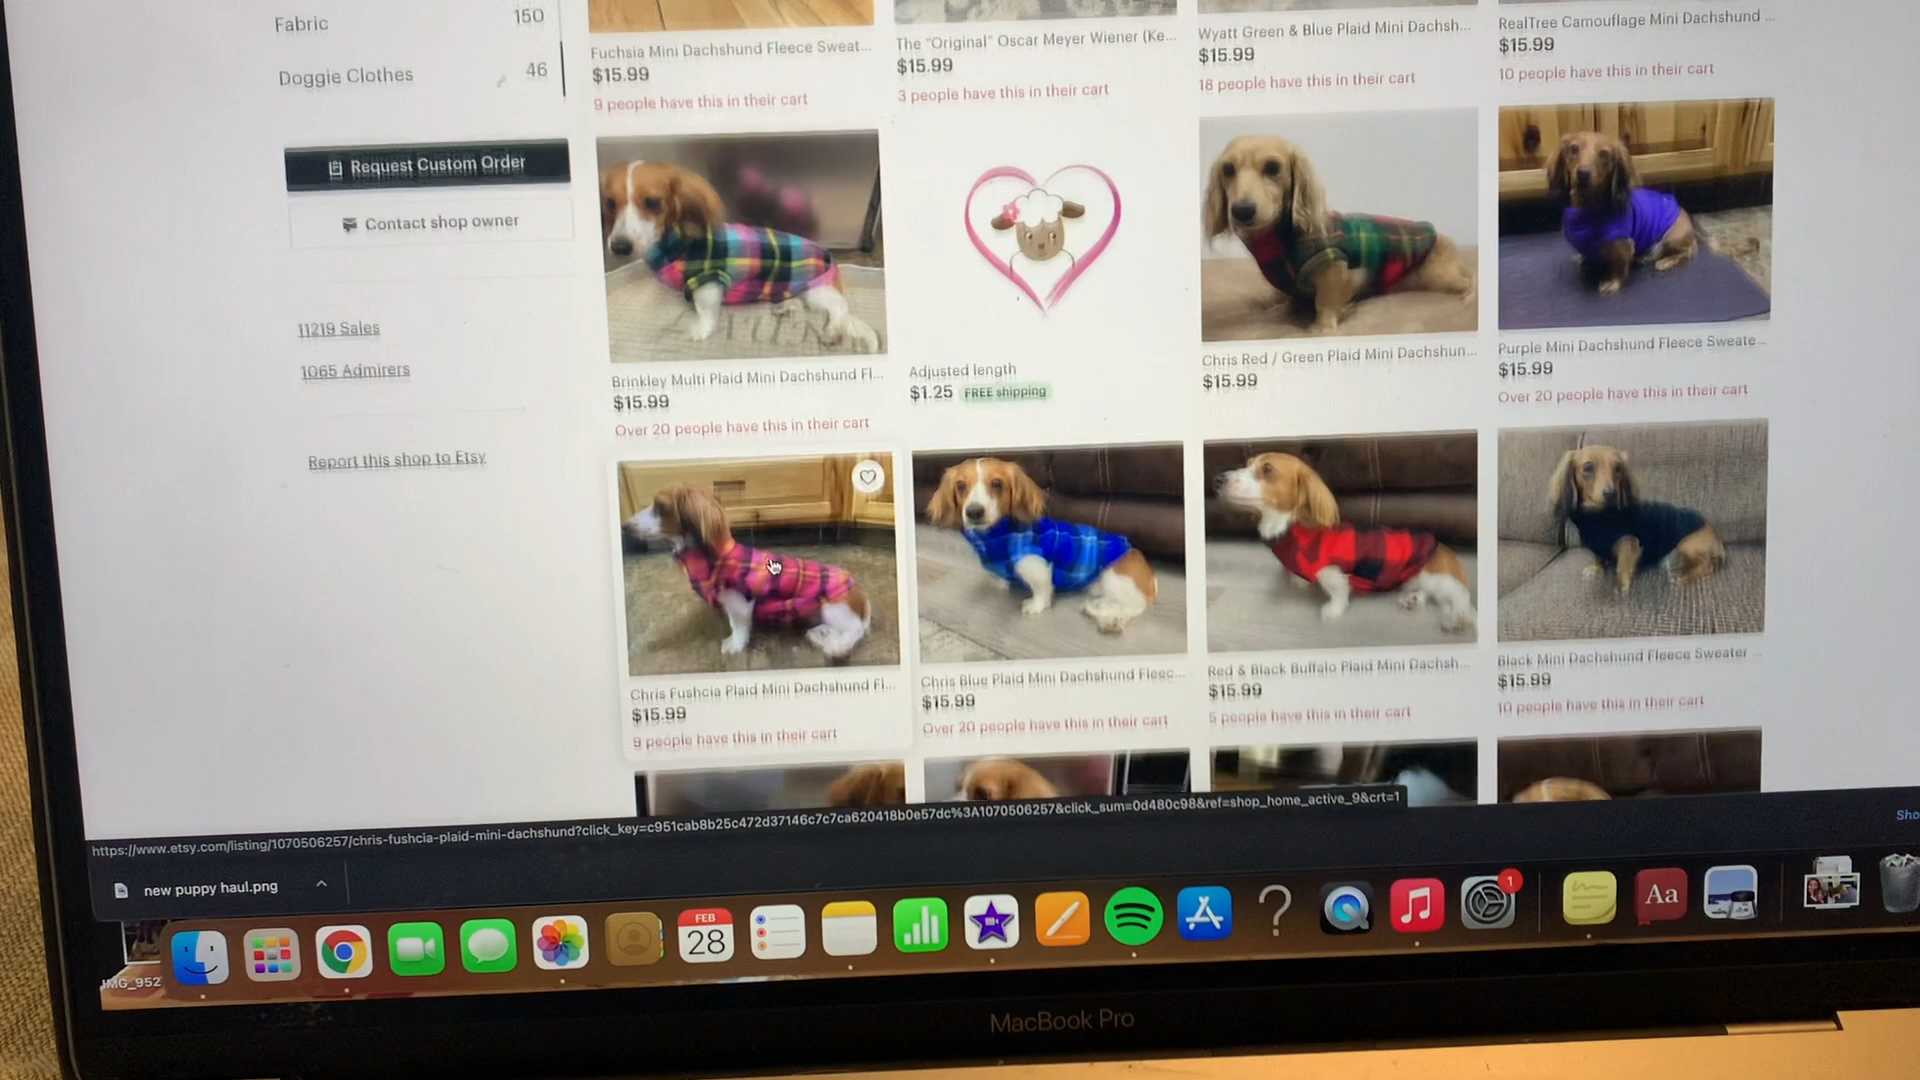 Fabric 150
Doggie Clothes 46
Request Custom Order
Contact shop owner
11219 Sales
1065 Admirers
Report this shop to Etsy
Fuchsia Mini Dachshund Fleece Sweat...
$15.99
9 people have this in their cart
The "Original" Oscar Meyer Wiener (Ke...
$15.99
3 people have this in their cart
Wyatt Green & Blue Plaid Mini Dachsh...
$15.99
18 people have this in their cart
RealTree Camouflage Mini Dachshund ...
$15.99
10 people have this in their cart
Brinkley Multi Plaid Mini Dachshund Fl...
$15.99
Over 20 people have this in their cart
Adjusted length
$1.25 FREE shipping
Chris Red / Green Plaid Mini Dachshun...
$15.99
Purple Mini Dachshund Fleece Sweate...
$15.99
Over 20 people have this in their cart
Chris Fushcia Plaid Mini Dachshund Fl...
$15.99
9 people have this in their cart
Chris Blue Plaid Mini Dachshund Fleec...
$15.99
Over 20 people have this in their cart
Red & Black Buffalo Plaid Mini Dachsh...
$15.99
5 people have this in their cart
Black Mini Dachshund Fleece Sweater ...
$15.99
10 people have this in their cart
https://www.etsy.com/listing/1070506257/chris-fushcia-plaid-mini-dachshund?click_key=c951cab8b25c472d37146c7c7ca620418b0e57dc%3A1070506257&click_sum=0d480c98&ref=shop_home_active_9&crt=1
Sho
new puppy haul.png
IMG_952
FEB
28
1
Aa
MacBook Pro